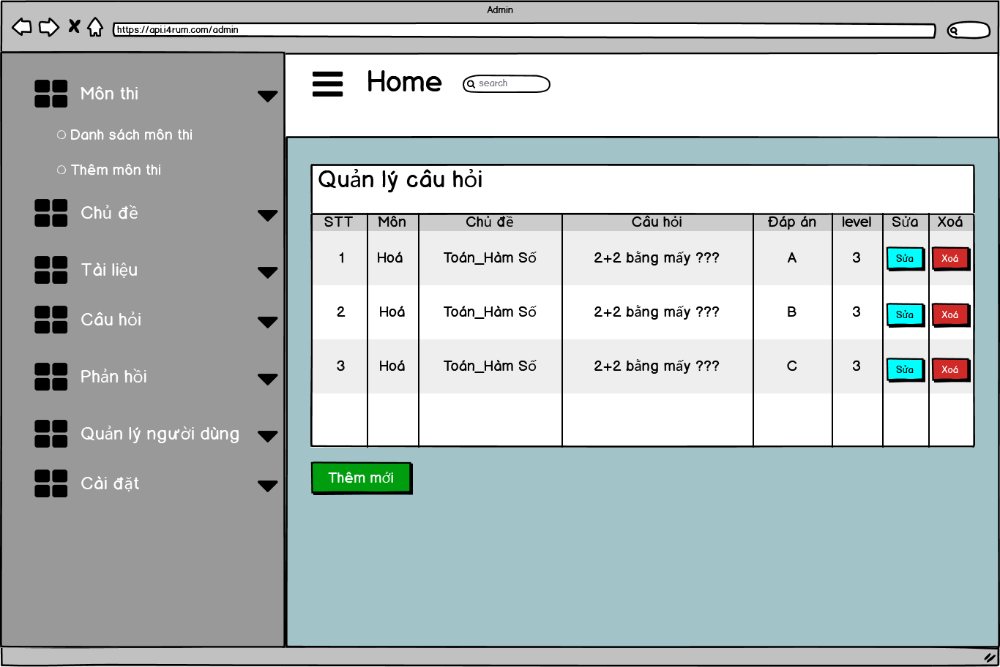 Admin
https://api.i4rum.com/admin
Môn thi
Danh sách môn thi
Thêm môn thi
Chủ đề
Tài liệu
Câu hỏi
Phản hồi
Quản lý người dùng
Cài đặt
Home
search
Quản lý câu hỏi
STT Môn Chủ đề Câu hỏi Đáp án level Sửa Xoá
1 Hoá Toán_Hàm Số 2+2 bằng mấy ??? A 3 Sửa Xoá
2 Hoá Toán_Hàm Số 2+2 bằng mấy ??? B 3 Sửa Xoá
3 Hoá Toán_Hàm Số 2+2 bằng mấy ??? C 3 Sửa Xoá
Thêm mới